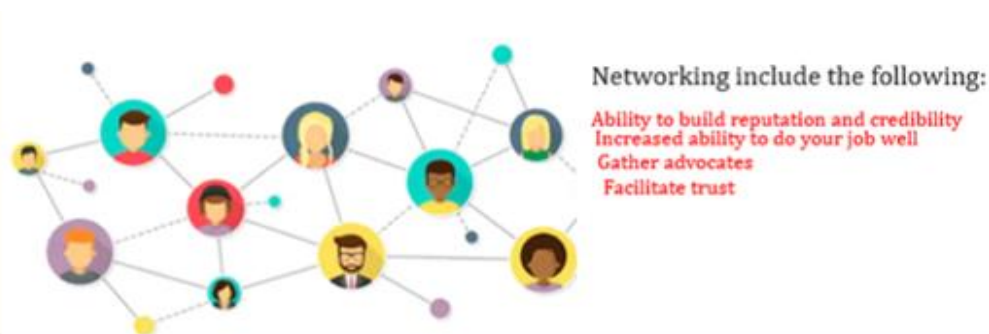 Networking include the following:
Ability to build reputation and credibility
Increased ability to do your job well
Gather advocates
Facilitate trust